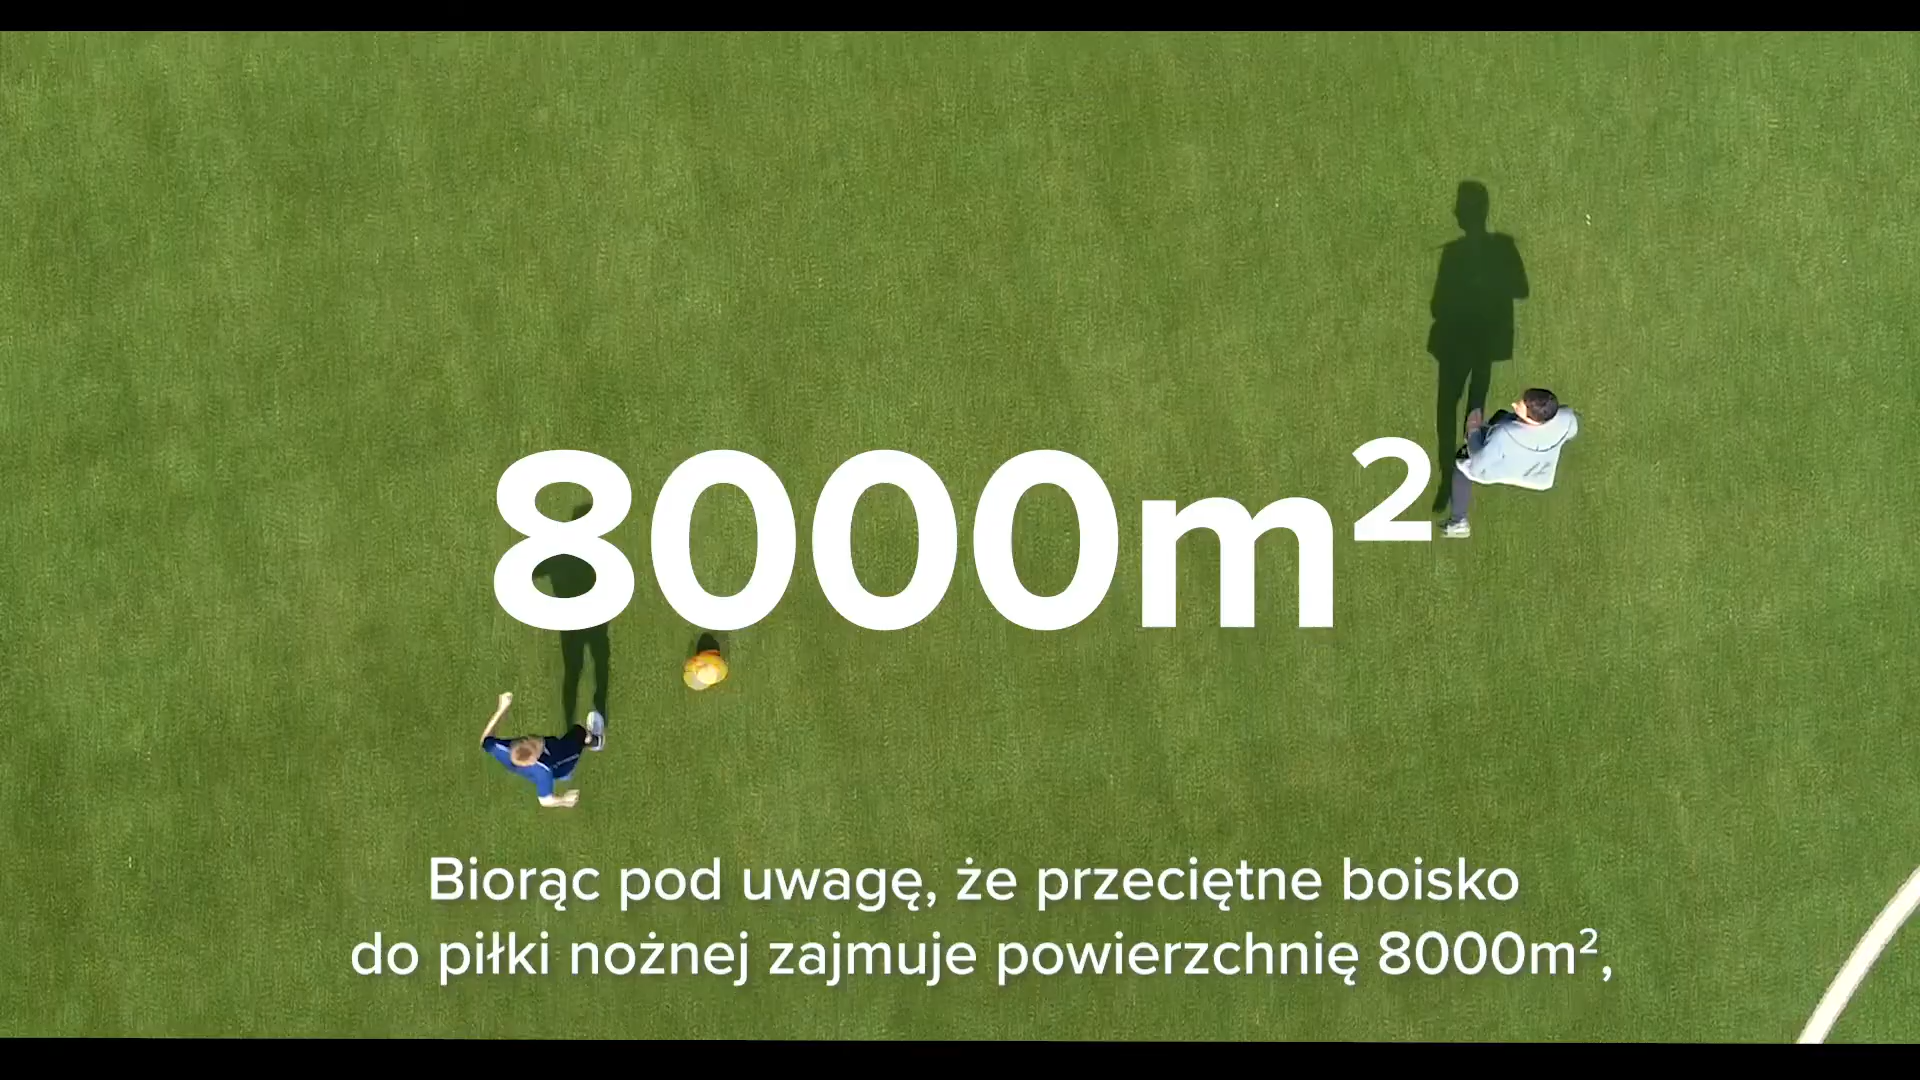 8000m²
Biorąc pod uwagę, że przeciętne boisko
do piłki nożnej zajmuje powierzchnię 8000m²,